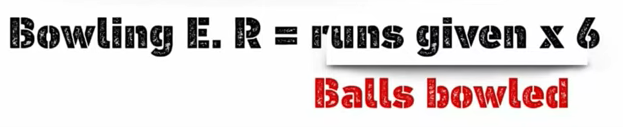 Bowling E. R = runs given x 6
Balls bowled